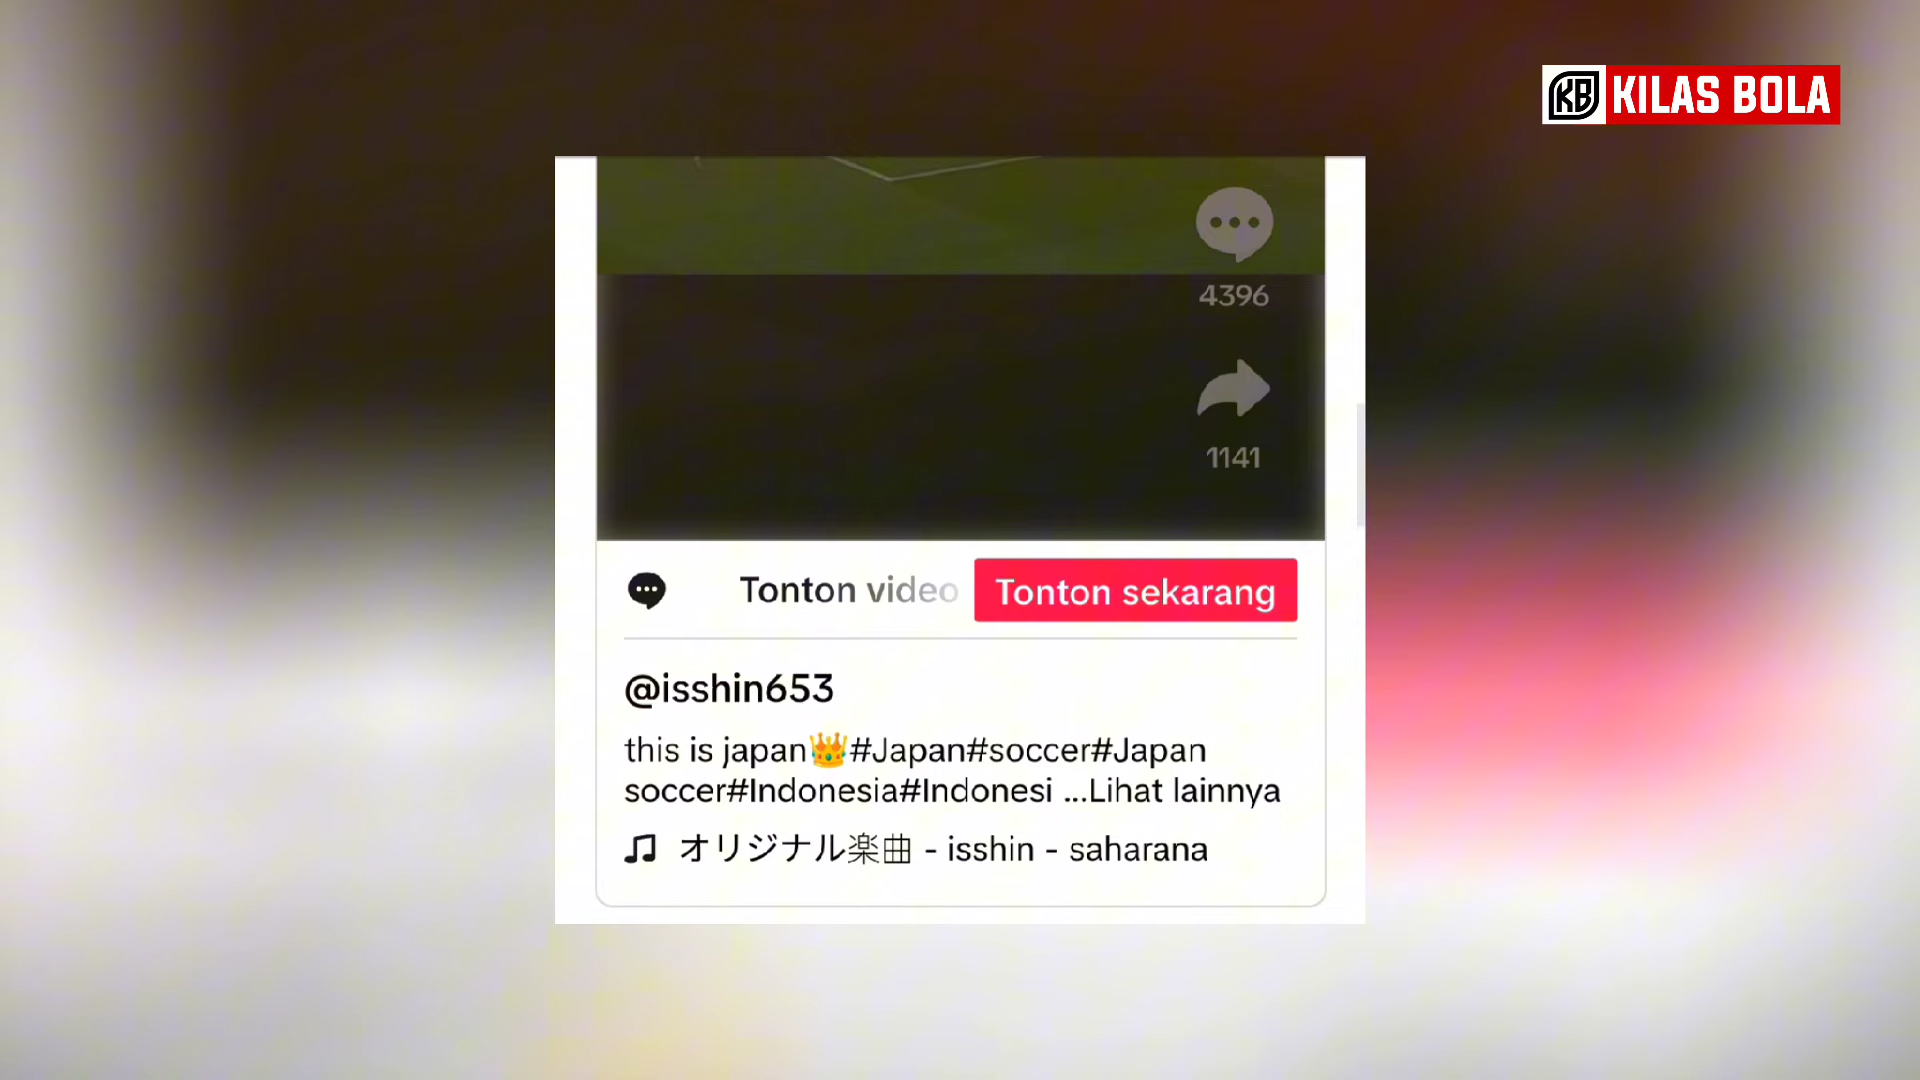 KB KILAS BOLA
4396
1141
Tonton video Tonton sekarang
@isshin653
this is japan👑#Japan#soccer#Japan
soccer#Indonesia#Indonesi ...Lihat lainnya
オリジナル楽曲 - isshin - saharana